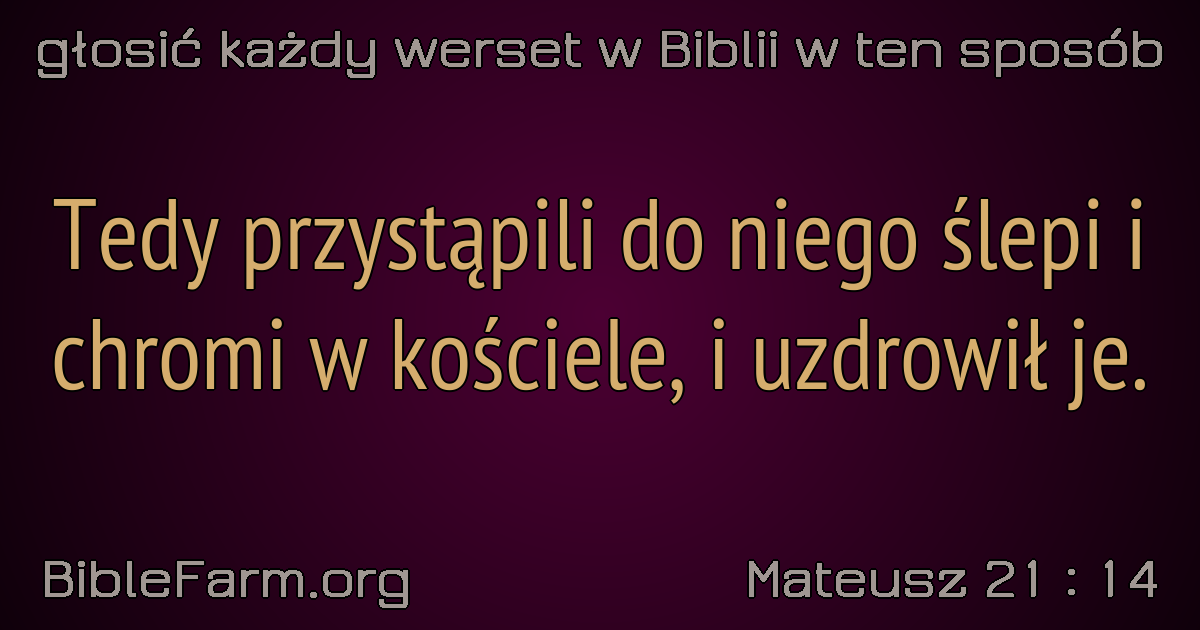 głosić każdy werset w Biblii w ten sposób
Tedy przystąpili do niego ślepi i
chromi w kościele, i uzdrowił je.
BibleFarm.org
Mateusz 21 : 14